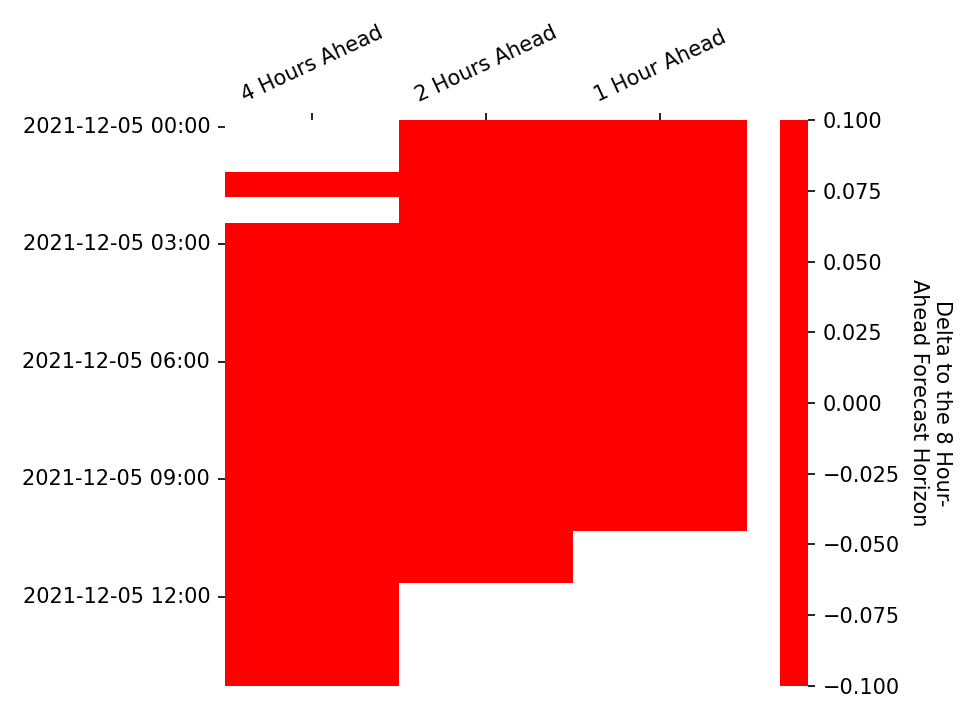 4 Hours Ahead
2 Hours Ahead
1 Hour Ahead
2021-12-05 00:00
2021-12-05 03:00
2021-12-05 06:00
2021-12-05 09:00
2021-12-05 12:00
0.100
0.075
0.050
0.025
0.000
−0.025
−0.050
−0.075
−0.100
Delta to the 8 Hour-
Ahead Forecast Horizon